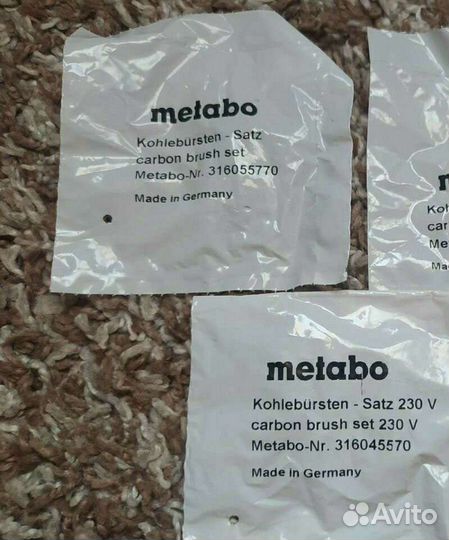 metabo
Kohlebürsten - Satz
carbon brush set
Metabo-Nr. 316055770
Made in Germany
metabo
Kohlebürsten - Satz 230 V
carbon brush set 230 V
Metabo-Nr. 316045570
Made in Germany
Avito